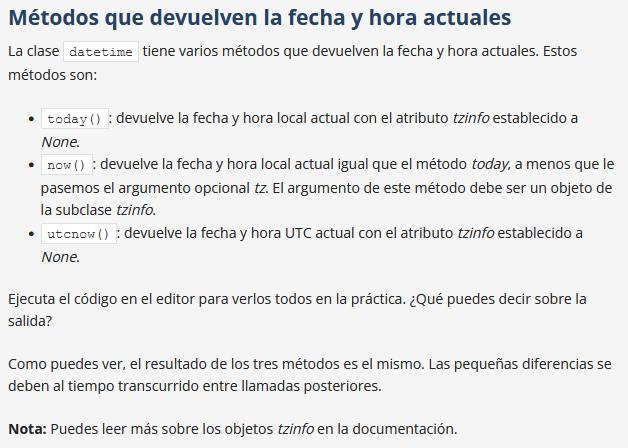 Métodos que devuelven la fecha y hora actuales
La clase datetime tiene varios métodos que devuelven la fecha y hora actuales. Estos
métodos son:
today(): devuelve la fecha y hora local actual con el atributo tzinfo establecido a
None.
now(): devuelve la fecha y hora local actual igual que el método today, a menos que le
pasemos el argumento opcional tz. El argumento de este método debe ser un objeto de
la subclase tzinfo.
utcnow(): devuelve la fecha y hora UTC actual con el atributo tzinfo establecido a
None.
Ejecuta el código en el editor para verlos todos en la práctica. ¿Qué puedes decir sobre la
salida?
Como puedes ver, el resultado de los tres métodos es el mismo. Las pequeñas diferencias se
deben al tiempo transcurrido entre llamadas posteriores.
Nota: Puedes leer más sobre los objetos tzinfo en la documentación.